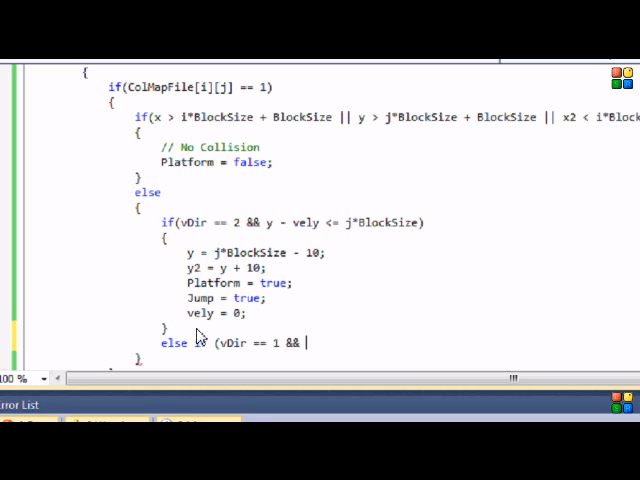 {
if(ColMapFile[i][j] == 1)
{
if(x > i*BlockSize + BlockSize || y > j*BlockSize + BlockSize || x2 < i*Block
{
// No Collision
Platform = false;
}
else
{
if(vDir == 2 && y - vely <= j*BlockSize)
{
y = j*BlockSize - 10;
y2 = y + 10;
Platform = true;
Jump = true;
vely = 0;
}
else if (vDir == 1 &&
}
100 %
Error List